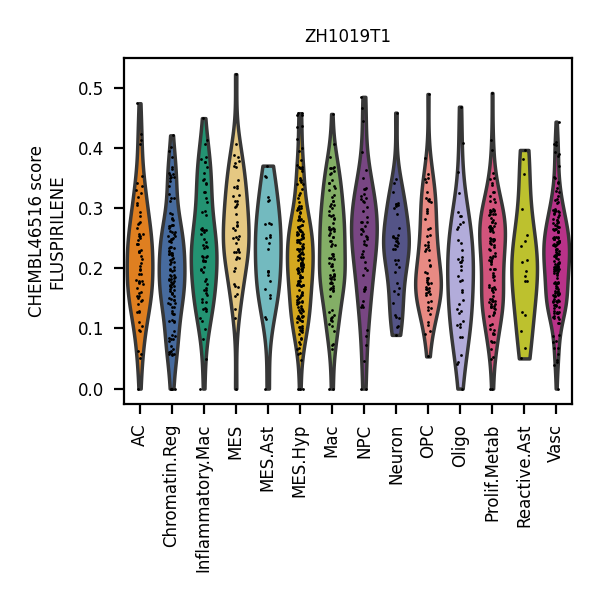 ZH1019T1
CHEMBL46516 score
FLUSPIRILENE
0.5
0.4
0.3
0.2
0.1
0.0
AC
Chromatin.Reg
Inflammatory.Mac
MES
MES.Ast
MES.Hyp
Mac
NPC
Neuron
OPC
Oligo
Prolif.Metab
Reactive.Ast
Vasc